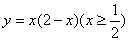 y = x(2 − x)(x ≥ 1/2)